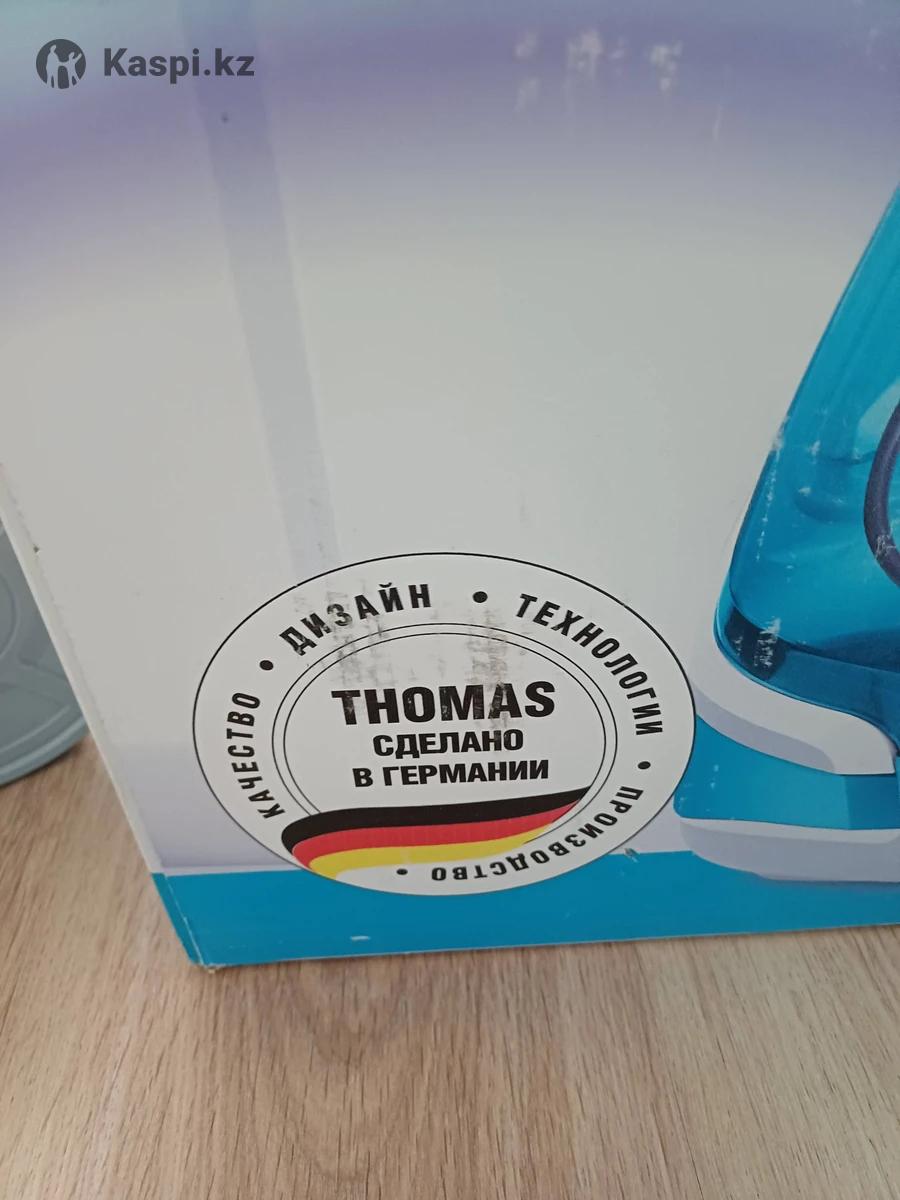 Kaspi.kz
КАЧЕСТВО • ДИЗАЙН • ТЕХНОЛОГИИ • ПРОИЗВОДСТВО •
THOMAS
СДЕЛАНО
В ГЕРМАНИИ